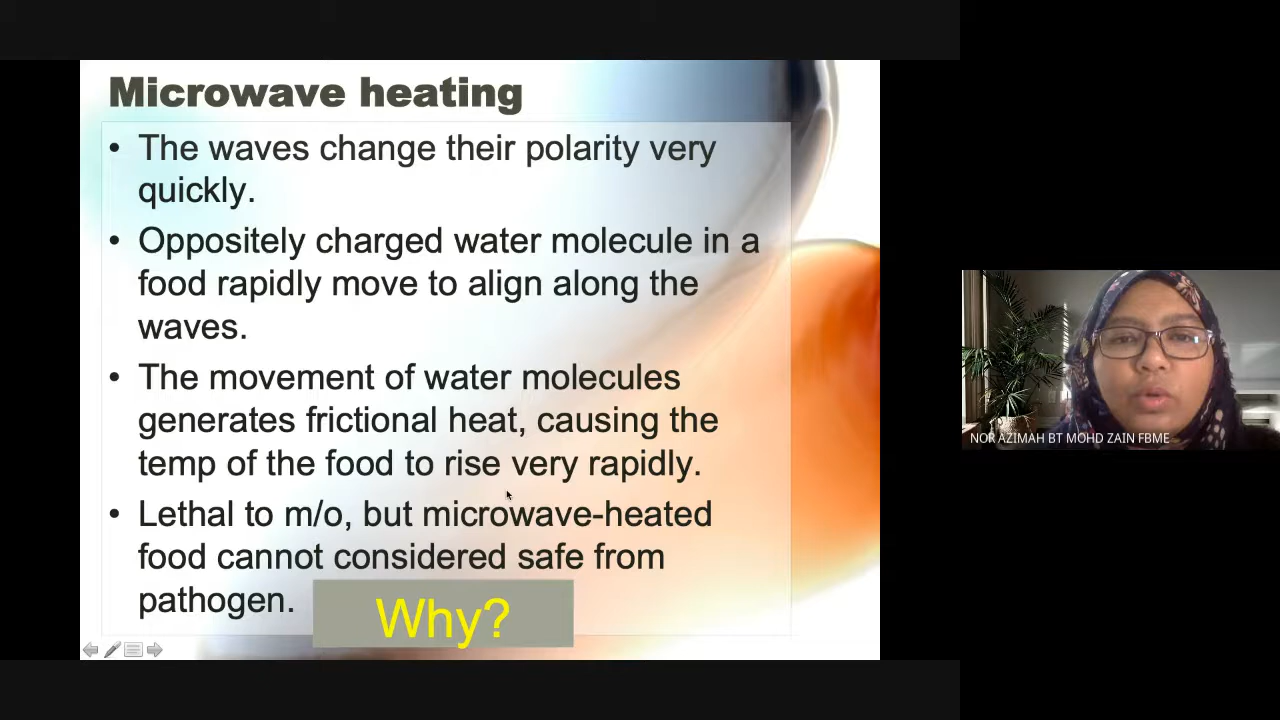 Microwave heating
• The waves change their polarity very
quickly.
• Oppositely charged water molecule in a
food rapidly move to align along the
waves.
• The movement of water molecules
generates frictional heat, causing the
temp of the food to rise very rapidly.
• Lethal to m/o, but microwave-heated
food cannot considered safe from
pathogen.
Why?
NOR AZIMAH BT MOHD ZAIN FBME